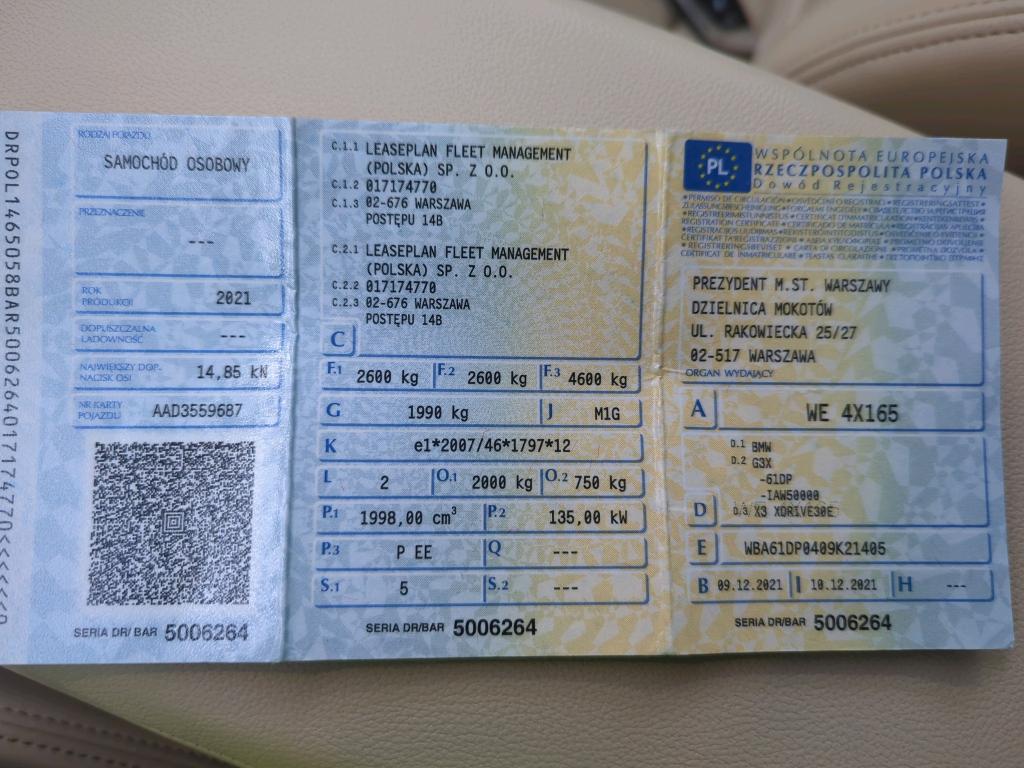 DRPOL1465058BAR5006264017174770<<<<<<
RODZAJ POJAZDU
SAMOCHÓD OSOBOWY
PRZEZNACZENIE
---
ROK PRODUKCJI 2021
DOPUSZCZALNA ŁADOWNOŚĆ ---
NAJWIĘKSZY DOP. NACISK OSI 14,85 kN
NR KARTY POJAZDU AAD3559687
SERIA DR/BAR 5006264
C.1.1 LEASEPLAN FLEET MANAGEMENT
(POLSKA) SP. Z O.O.
C.1.2 017174770
C.1.3 02-676 WARSZAWA
POSTĘPU 14B
C.2.1 LEASEPLAN FLEET MANAGEMENT
(POLSKA) SP. Z O.O.
C.2.2 017174770
C.2.3 02-676 WARSZAWA
POSTĘPU 14B
C
F.1 2600 kg F.2 2600 kg F.3 4600 kg
G 1990 kg J M1G
K e1*2007/46*1797*12
L 2 O.1 2000 kg O.2 750 kg
P.1 1998,00 cm³ P.2 135,00 kW
P.3 P EE Q ---
S.1 5 S.2 ---
SERIA DR/BAR 5006264
PL
WSPÓLNOTA EUROPEJSKA
RZECZPOSPOLITA POLSKA
Dowód Rejestracyjny
PREZYDENT M.ST. WARSZAWY
DZIELNICA MOKOTÓW
UL. RAKOWIECKA 25/27
02-517 WARSZAWA
ORGAN WYDAJĄCY
A WE 4X165
D.1 BMW
D.2 G3X
-61DP
-IAW50000
D D.3 X3 XDRIVE30E
E WBA61DP0409K21405
B 09.12.2021 I 10.12.2021 H ---
SERIA DR/BAR 5006264